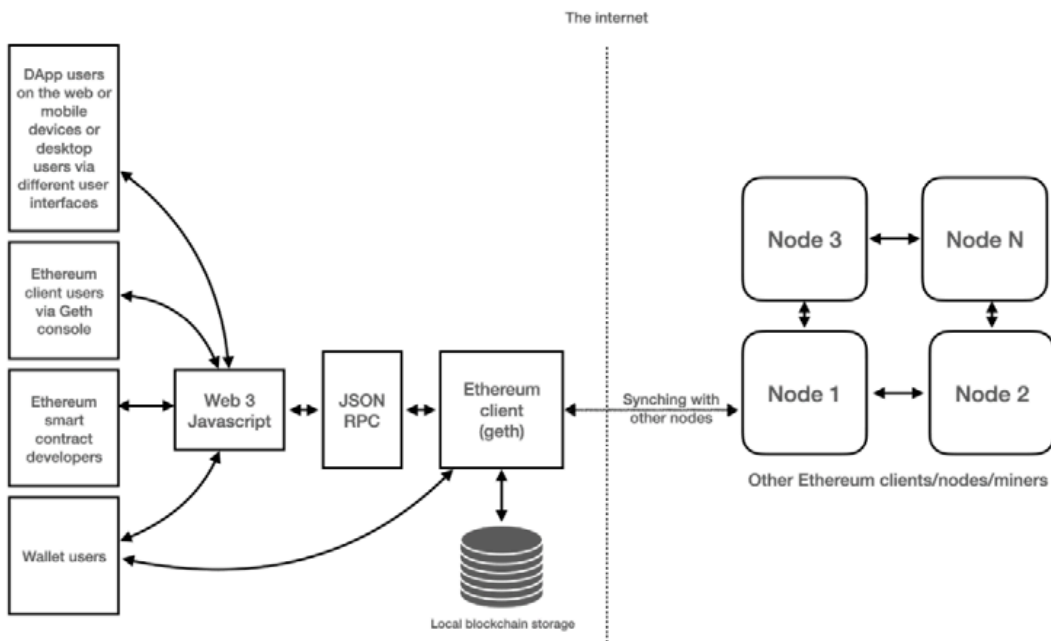 The internet
DApp users
on the web or
mobile
devices or
desktop
users via
different user
interfaces
Ethereum
client users
via Geth
console
Ethereum
smart
contract
developers
Wallet users
Web 3
Javascript
JSON
RPC
Ethereum
client
(geth)
Local blockchain storage
Synching with
other nodes
Node 3
Node N
Node 1
Node 2
Other Ethereum clients/nodes/miners